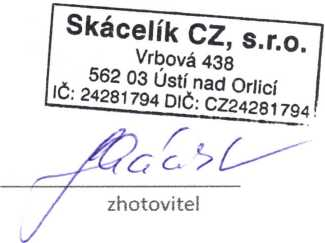 Skácelík CZ, s.r.o.
Vrbová 438
562 03 Ústí nad Orlicí
IČ: 24281794 DIČ: CZ24281794
zhotovitel